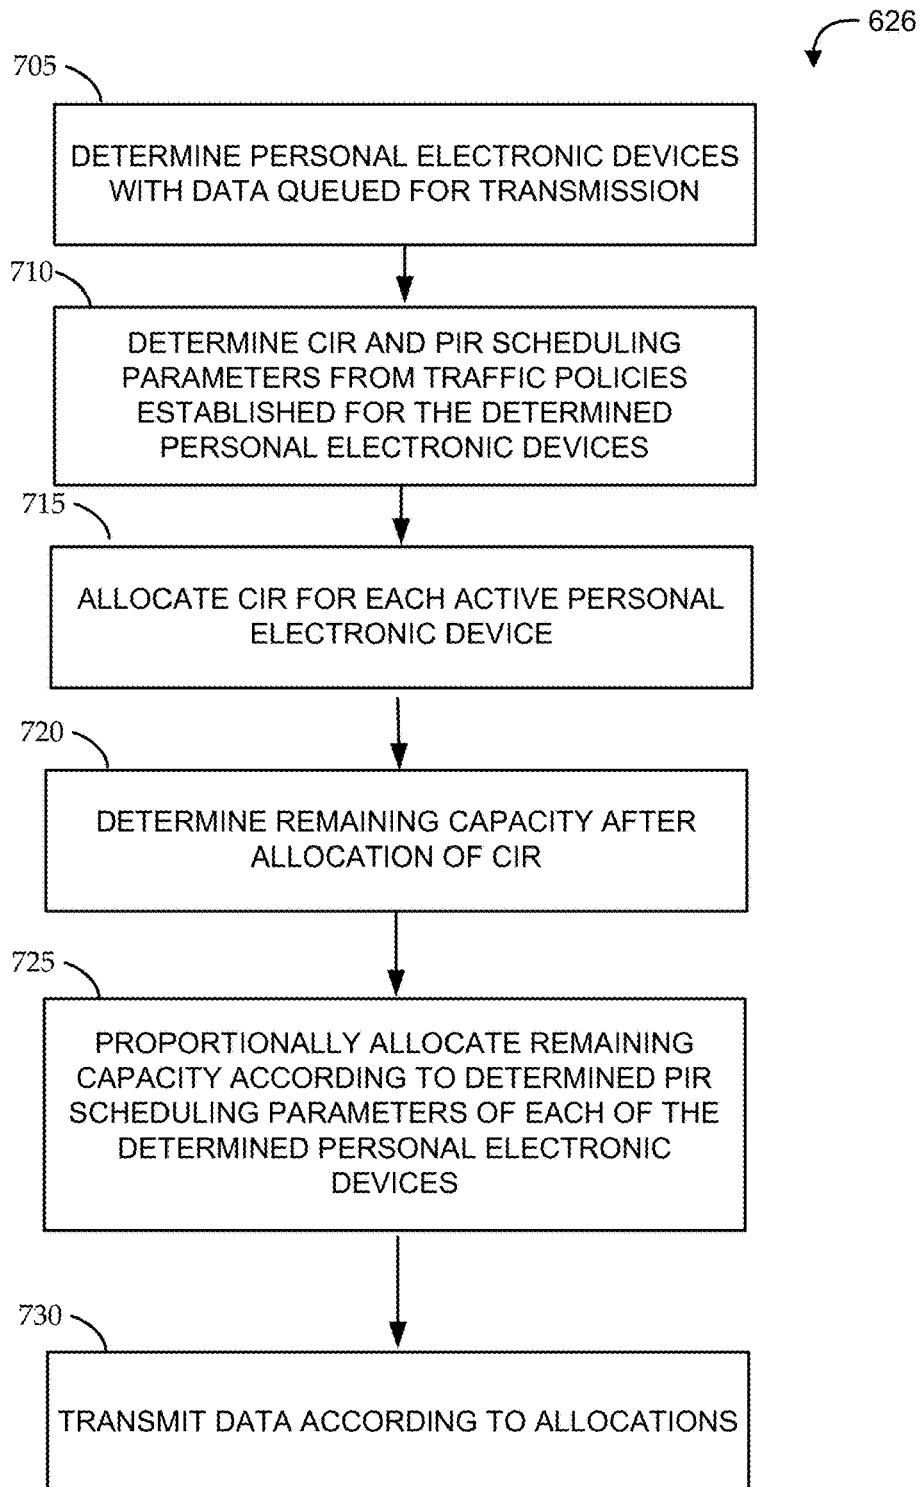 626
705
DETERMINE PERSONAL ELECTRONIC DEVICES
WITH DATA QUEUED FOR TRANSMISSION
710
DETERMINE CIR AND PIR SCHEDULING
PARAMETERS FROM TRAFFIC POLICIES
ESTABLISHED FOR THE DETERMINED
PERSONAL ELECTRONIC DEVICES
715
ALLOCATE CIR FOR EACH ACTIVE PERSONAL
ELECTRONIC DEVICE
720
DETERMINE REMAINING CAPACITY AFTER
ALLOCATION OF CIR
725
PROPORTIONALLY ALLOCATE REMAINING
CAPACITY ACCORDING TO DETERMINED PIR
SCHEDULING PARAMETERS OF EACH OF THE
DETERMINED PERSONAL ELECTRONIC
DEVICES
730
TRANSMIT DATA ACCORDING TO ALLOCATIONS